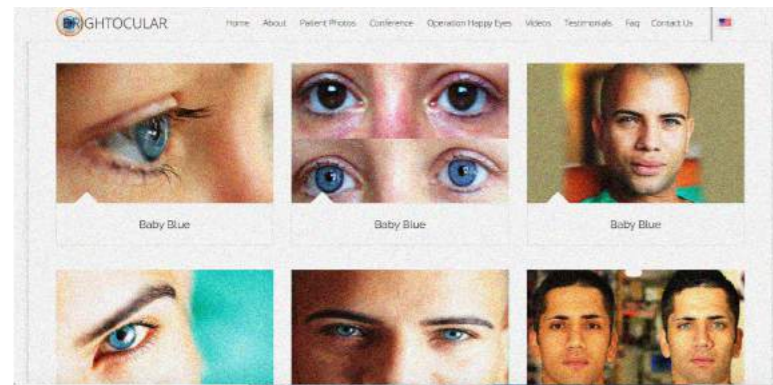 BRIGHTOCULAR
Home About Patient Photos Conference Operation Happy Eyes Videos Testimonials Faq Contact Us
Baby Blue Baby Blue Baby Blue